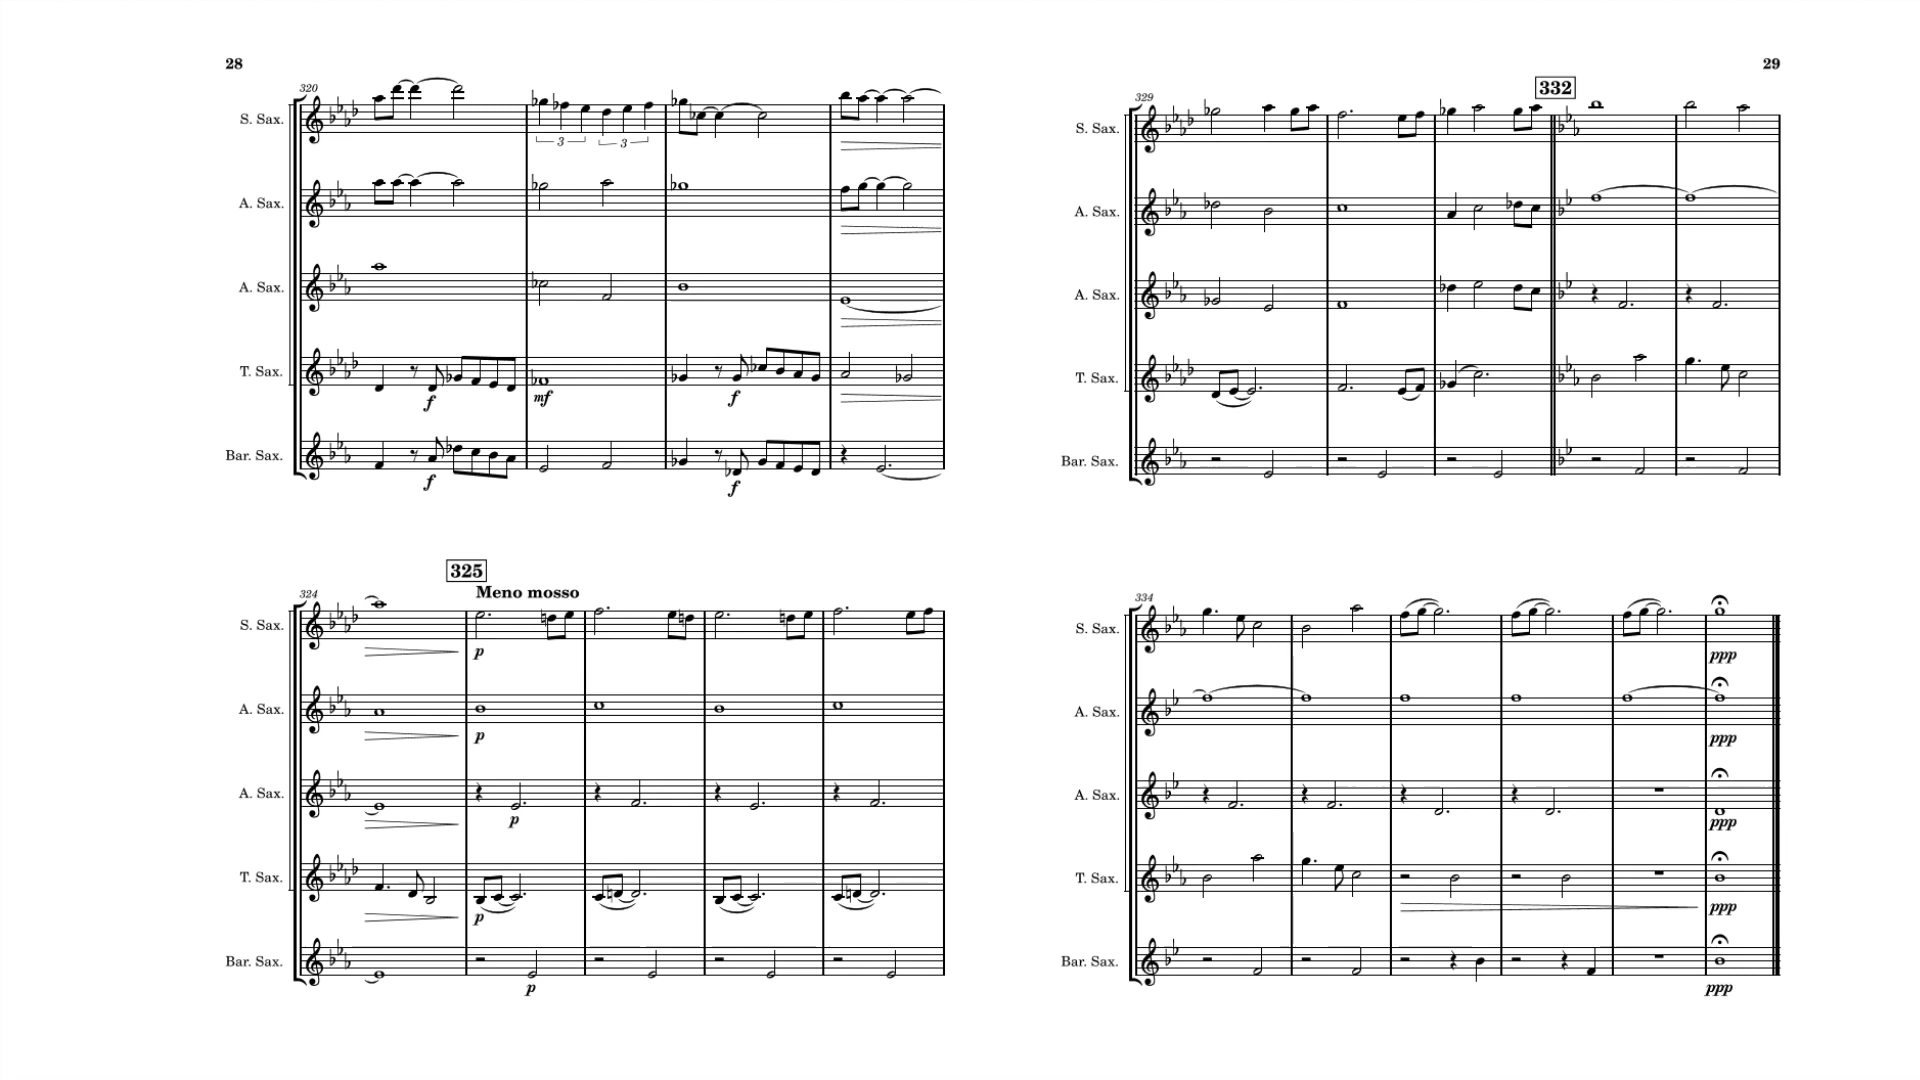 28
320
S. Sax.
3 3
A. Sax.
A. Sax.
T. Sax.
f mf f
Bar. Sax.
f f
325
324
Meno mosso
S. Sax.
p
A. Sax.
p
A. Sax.
p
T. Sax.
p
Bar. Sax.
p
29
332
329
S. Sax.
A. Sax.
A. Sax.
T. Sax.
Bar. Sax.
334
S. Sax.
ppp
A. Sax.
ppp
A. Sax.
ppp
T. Sax.
ppp
Bar. Sax.
ppp